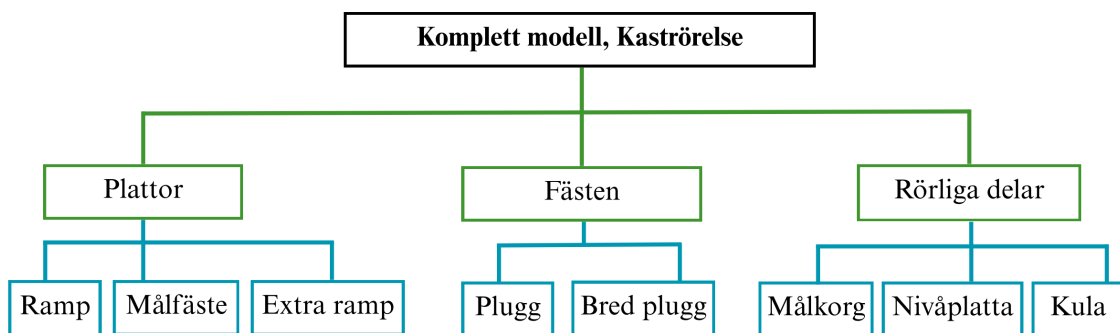 Komplett modell, Kaströrelse
Plattor
Fästen
Rörliga delar
Ramp
Målfäste
Extra ramp
Plugg
Bred plugg
Målkorg
Nivåplatta
Kula